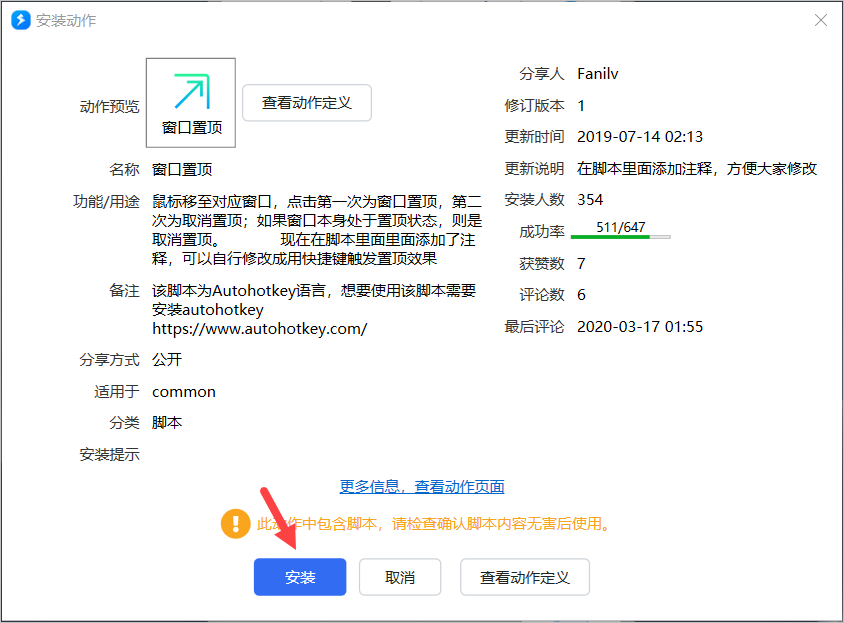 安装动作
动作预览
窗口置顶
查看动作定义
名称 窗口置顶
功能/用途 鼠标移至对应窗口，点击第一次为窗口置顶，第二
次为取消置顶；如果窗口本身处于置顶状态，则是
取消置顶。 现在在脚本里面里面添加了注
释，可以自行修改成用快捷键触发置顶效果
备注 该脚本为Autohotkey语言，想要使用该脚本需要
安装autohotkey
https://www.autohotkey.com/
分享方式 公开
适用于 common
分类 脚本
安装提示
分享人 Fanilv
修订版本 1
更新时间 2019-07-14 02:13
更新说明 在脚本里面添加注释，方便大家修改
安装人数 354
成功率 511/647
获赞数 7
评论数 6
最后评论 2020-03-17 01:55
更多信息，查看动作页面
此动作中包含脚本，请检查确认脚本内容无害后使用。
安装 取消 查看动作定义